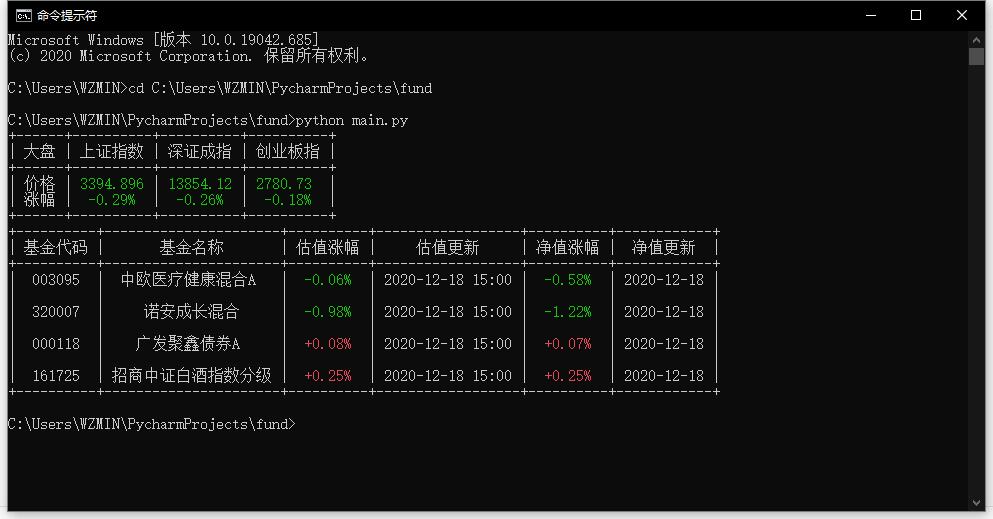 命令提示符
Microsoft Windows [版本 10.0.19042.685]
(c) 2020 Microsoft Corporation. 保留所有权利。
C:\Users\WZMIN>cd C:\Users\WZMIN\PycharmProjects\fund
C:\Users\WZMIN\PycharmProjects\fund>python main.py
大盘 | 上证指数 | 深证成指 | 创业板指
价格 | 3394.896 | 13854.12 | 2780.73
涨幅 | -0.29% | -0.26% | -0.18%
基金代码 | 基金名称 | 估值涨幅 | 估值更新 | 净值涨幅 | 净值更新
003095 | 中欧医疗健康混合A | -0.06% | 2020-12-18 15:00 | -0.58% | 2020-12-18
320007 | 诺安成长混合 | -0.98% | 2020-12-18 15:00 | -1.22% | 2020-12-18
000118 | 广发聚鑫债券A | +0.08% | 2020-12-18 15:00 | +0.07% | 2020-12-18
161725 | 招商中证白酒指数分级 | +0.25% | 2020-12-18 15:00 | +0.25% | 2020-12-18
C:\Users\WZMIN\PycharmProjects\fund>